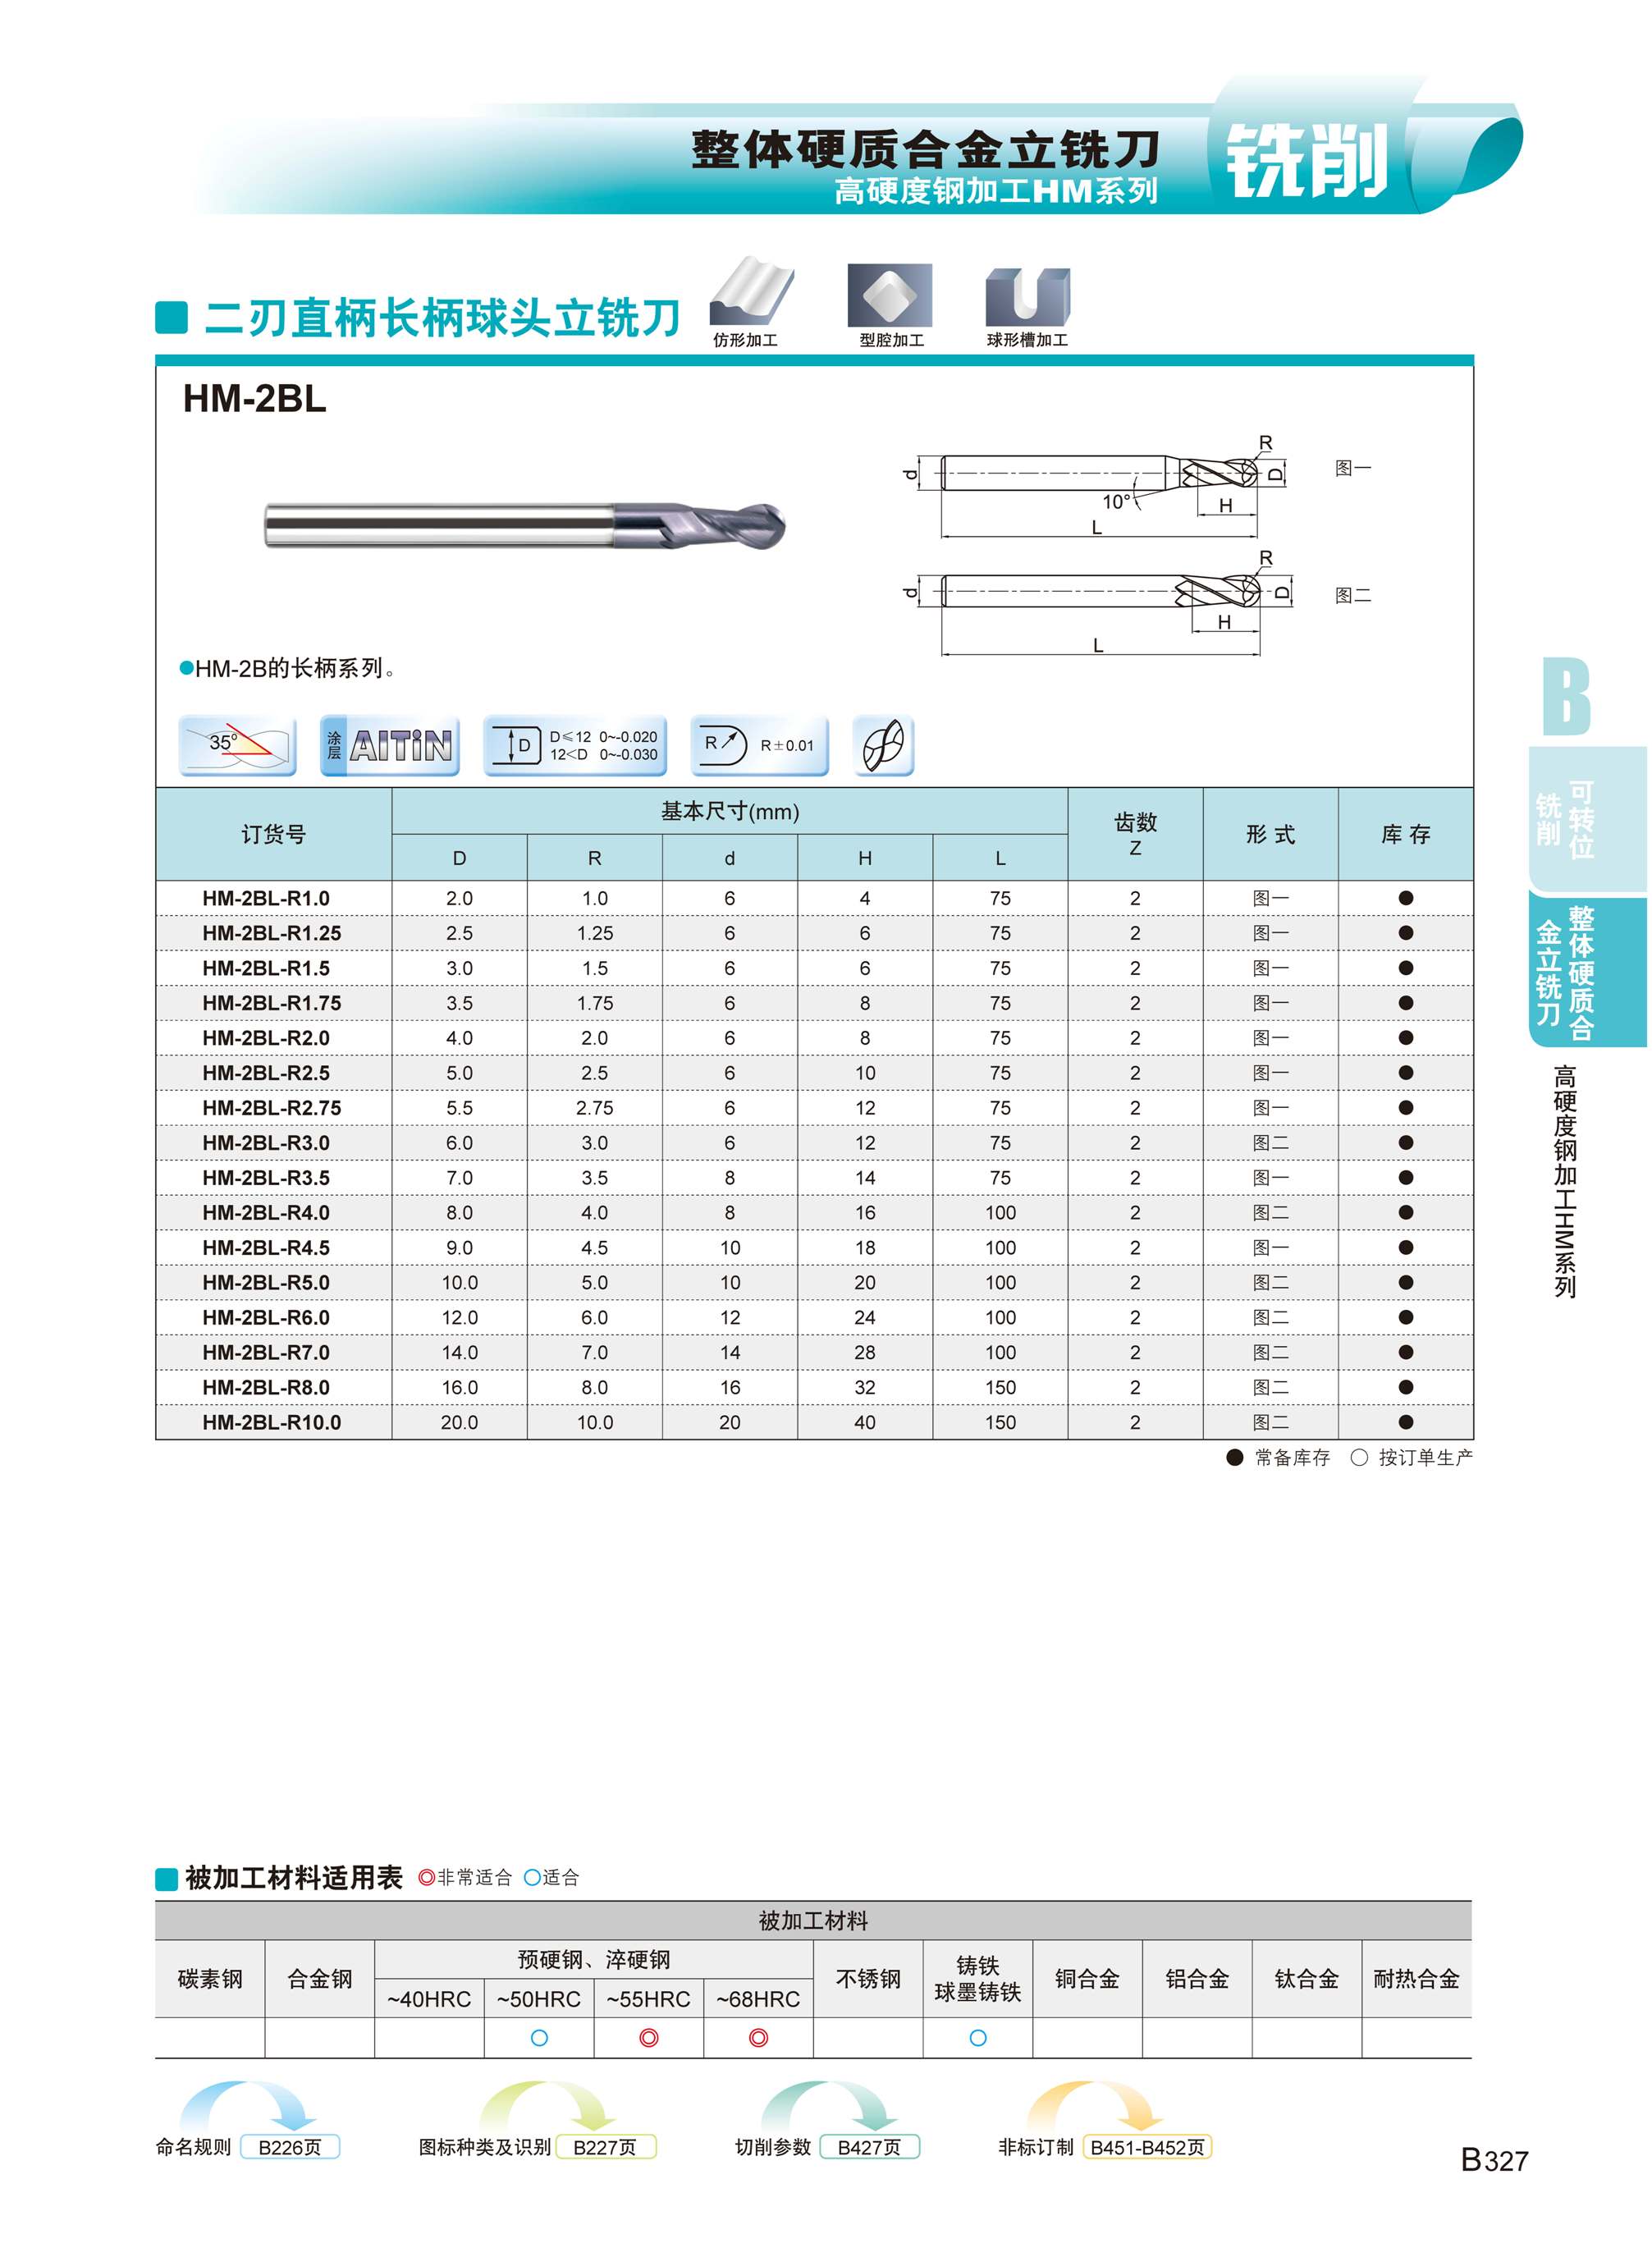 整体硬质合金立铣刀
高硬度钢加工HM系列
铣削
二刃直柄长柄球头立铣刀
仿形加工 型腔加工 球形槽加工
HM-2BL
R
d D 图一
10° H
L
R
d D 图二
H
L
●HM-2B的长柄系列。
35°
涂层 AlTiN
D D≤12 0~-0.020
12<D 0~-0.030
R R±0.01
订货号 基本尺寸(mm) 齿数 Z 形式 库存
D R d H L
HM-2BL-R1.0 2.0 1.0 6 4 75 2 图一 ●
HM-2BL-R1.25 2.5 1.25 6 6 75 2 图一 ●
HM-2BL-R1.5 3.0 1.5 6 6 75 2 图一 ●
HM-2BL-R1.75 3.5 1.75 6 8 75 2 图一 ●
HM-2BL-R2.0 4.0 2.0 6 8 75 2 图一 ●
HM-2BL-R2.5 5.0 2.5 6 10 75 2 图一 ●
HM-2BL-R2.75 5.5 2.75 6 12 75 2 图一 ●
HM-2BL-R3.0 6.0 3.0 6 12 75 2 图二 ●
HM-2BL-R3.5 7.0 3.5 8 14 75 2 图一 ●
HM-2BL-R4.0 8.0 4.0 8 16 100 2 图二 ●
HM-2BL-R4.5 9.0 4.5 10 18 100 2 图一 ●
HM-2BL-R5.0 10.0 5.0 10 20 100 2 图二 ●
HM-2BL-R6.0 12.0 6.0 12 24 100 2 图二 ●
HM-2BL-R7.0 14.0 7.0 14 28 100 2 图二 ●
HM-2BL-R8.0 16.0 8.0 16 32 150 2 图二 ●
HM-2BL-R10.0 20.0 10.0 20 40 150 2 图二 ●
● 常备库存 ○ 按订单生产
B
可转位
铣削
整体硬质合
金立铣刀
高硬度钢加工HM系列
被加工材料适用表 ◎非常适合 ○适合
被加工材料
碳素钢 合金钢 预硬钢、淬硬钢 不锈钢 铸铁 球墨铸铁 铜合金 铝合金 钛合金 耐热合金
~40HRC ~50HRC ~55HRC ~68HRC
○ ◎ ◎ ○
命名规则 B226页 图标种类及识别 B227页 切削参数 B427页 非标订制 B451-B452页
B327